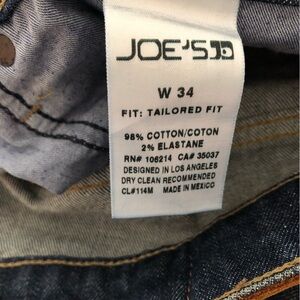 JOE'S
W 34
FIT: TAILORED FIT
98% COTTON/COTON
2% ELASTANE
RN# 106214 CA# 35037
DESIGNED IN LOS ANGELES
DRY CLEAN RECOMMENDED
CL#114M MADE IN MEXICO